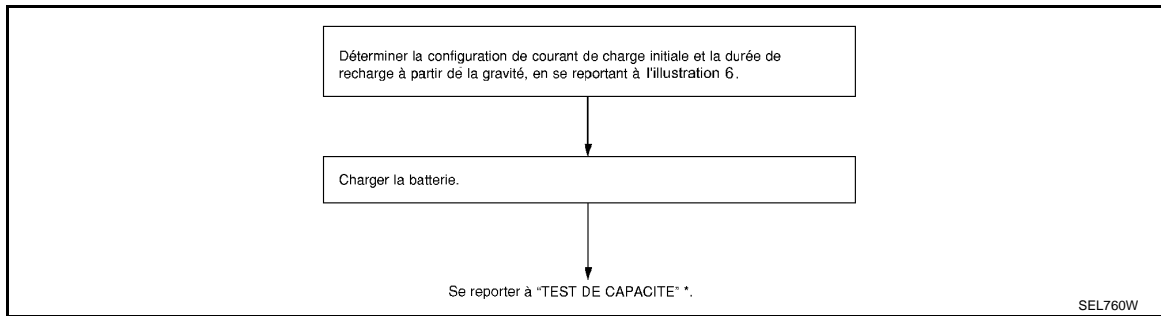 Déterminer la configuration de courant de charge initiale et la durée de
recharge à partir de la gravité, en se reportant à l'illustration 6.
Charger la batterie.
Se reporter à “TEST DE CAPACITE” *.
SEL760W